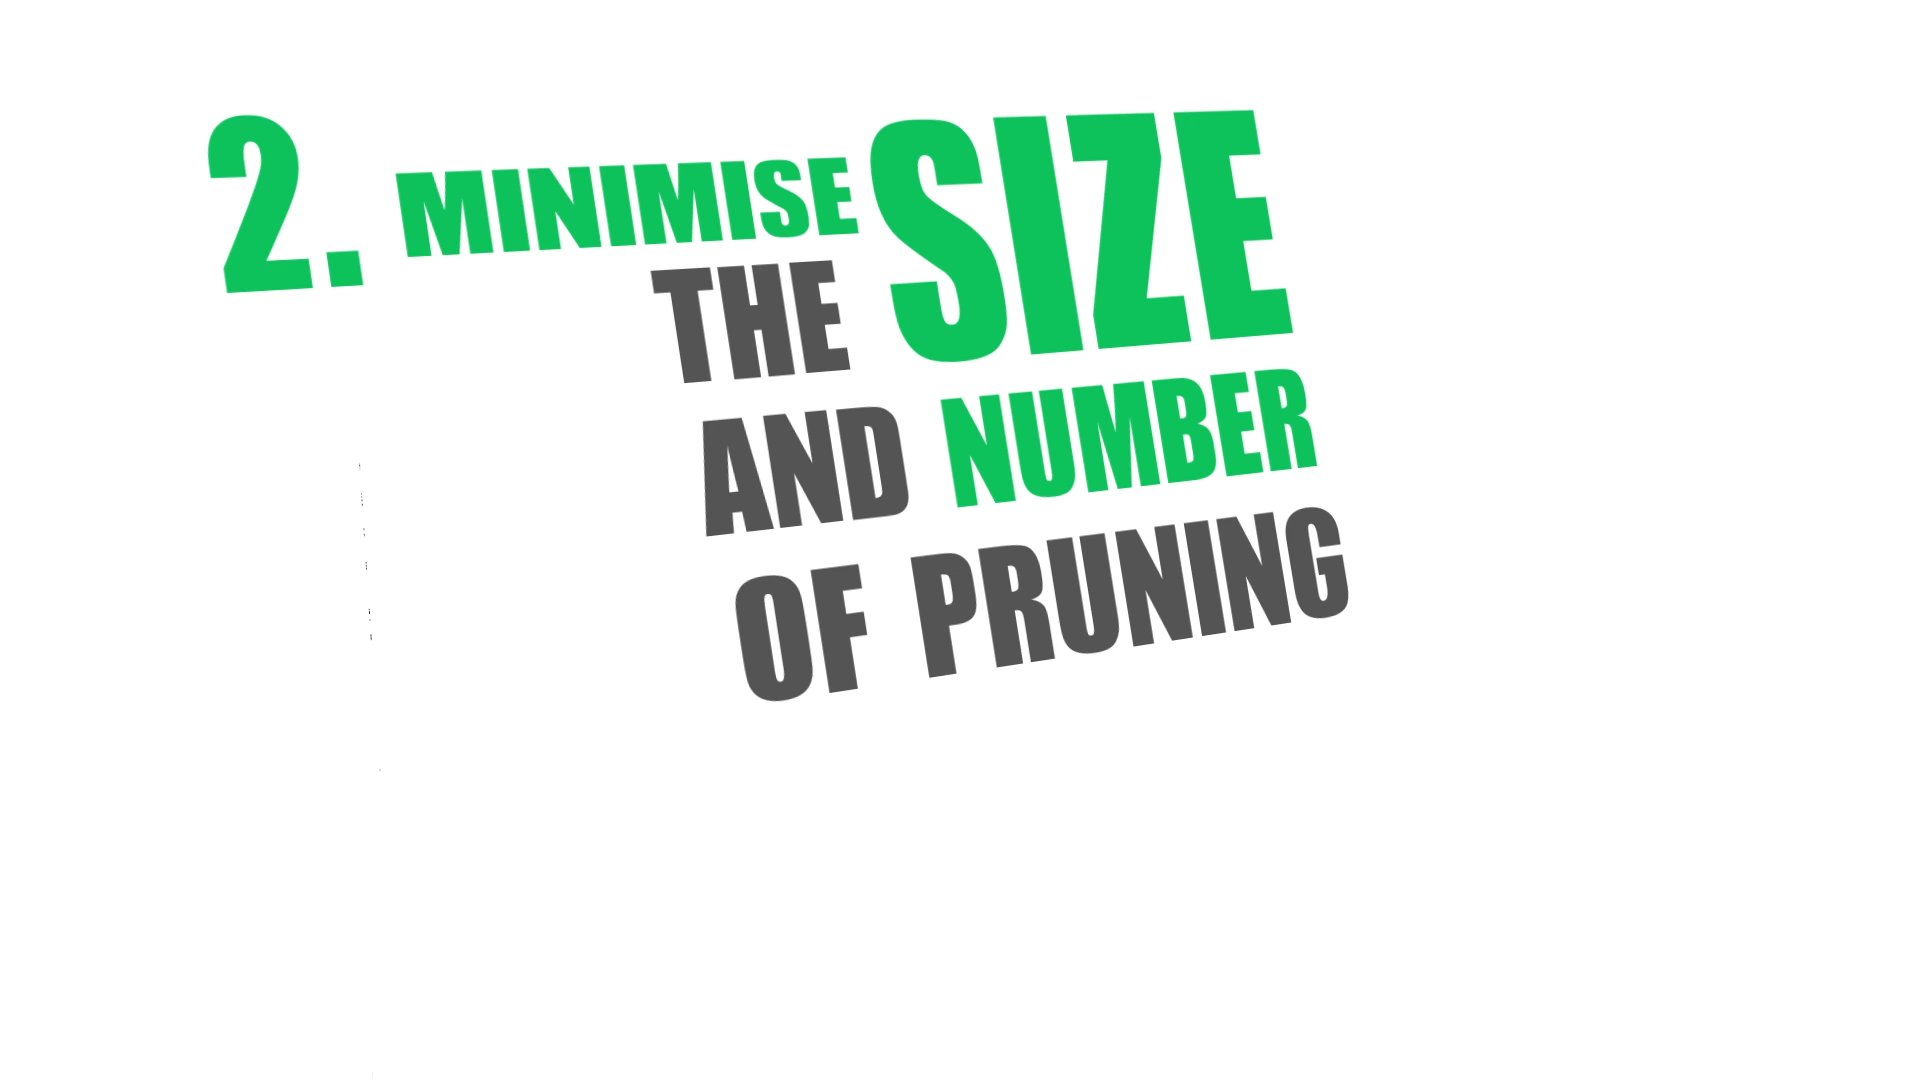 2. MINIMISE SIZE
THE
AND NUMBER
OF PRUNING